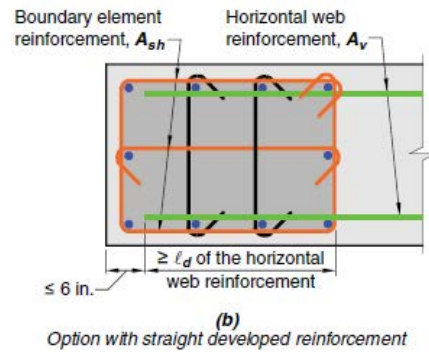 Boundary element
reinforcement, Ash
Horizontal web
reinforcement, Av
≥ ℓd of the horizontal
web reinforcement
≤ 6 in.
(b)
Option with straight developed reinforcement